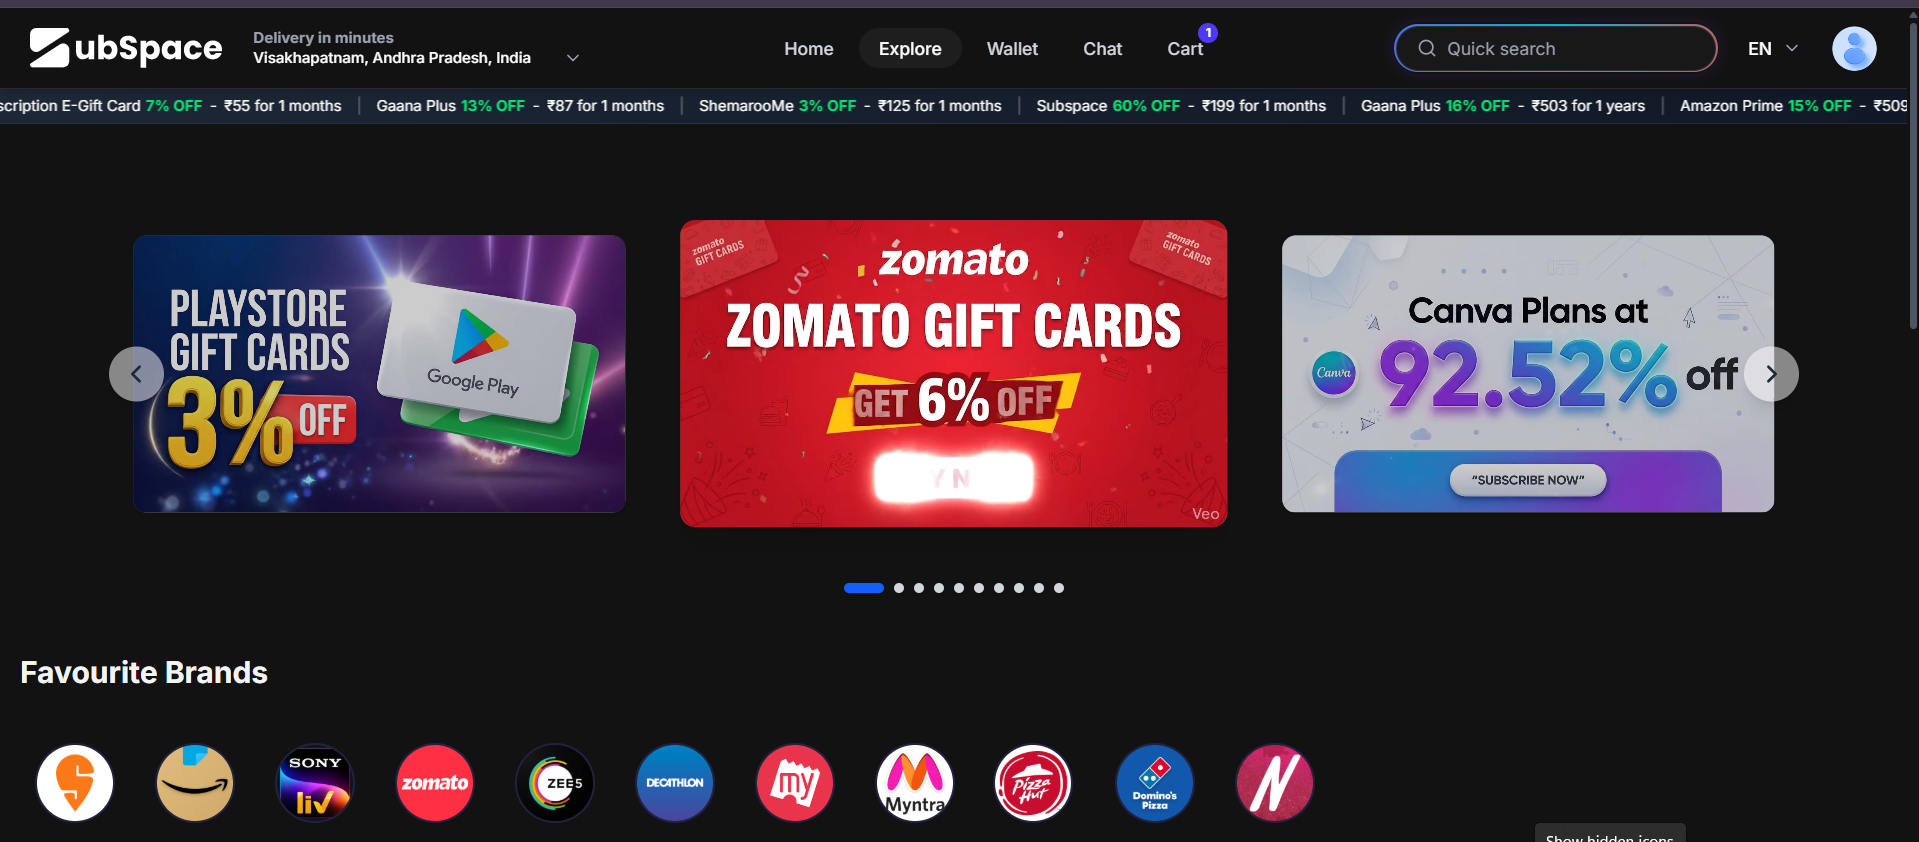 ubSpace
Delivery in minutes
Visakhapatnam, Andhra Pradesh, India
Home
Explore
Wallet
Chat
Cart
1
Quick search
EN
scription E-Gift Card 7% OFF - ₹55 for 1 months | Gaana Plus 13% OFF - ₹87 for 1 months | ShemarooMe 3% OFF - ₹125 for 1 months | Subspace 60% OFF - ₹199 for 1 months | Gaana Plus 16% OFF - ₹503 for 1 years | Amazon Prime 15% OFF - ₹509
PLAYSTORE
GIFT CARDS
3% OFF
Google Play
zomato
GIFT CARDS
zomato
zomato
GIFT CARDS
ZOMATO GIFT CARDS
GET 6% OFF
Y N
Veo
Canva Plans at
Canva
92.52% off
"SUBSCRIBE NOW"
Favourite Brands
SONY
liv
zomato
ZEE5
DECATHLON
my
Myntra
Pizza
Hut
Domino's
Pizza
N
Show hidden icons